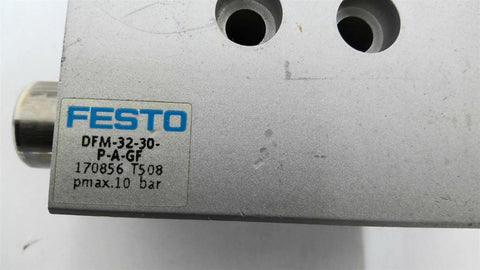 FESTO
DFM-32-30-
P-A-GF
170856 T508
pmax.10 bar